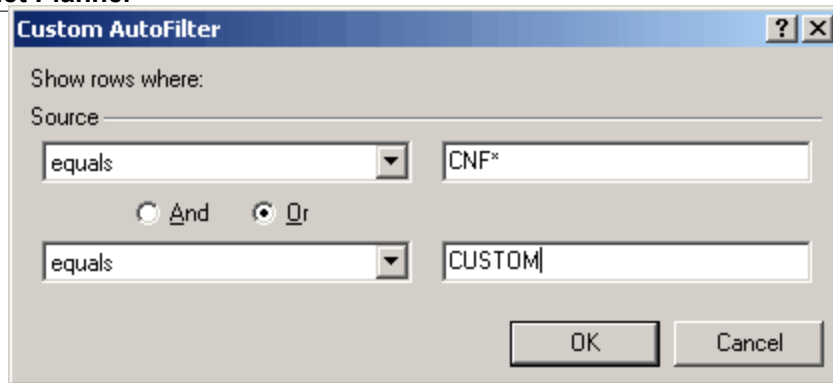 Custom AutoFilter
Show rows where:
Source
equals CNF*
And Or
equals CUSTOM
OK Cancel